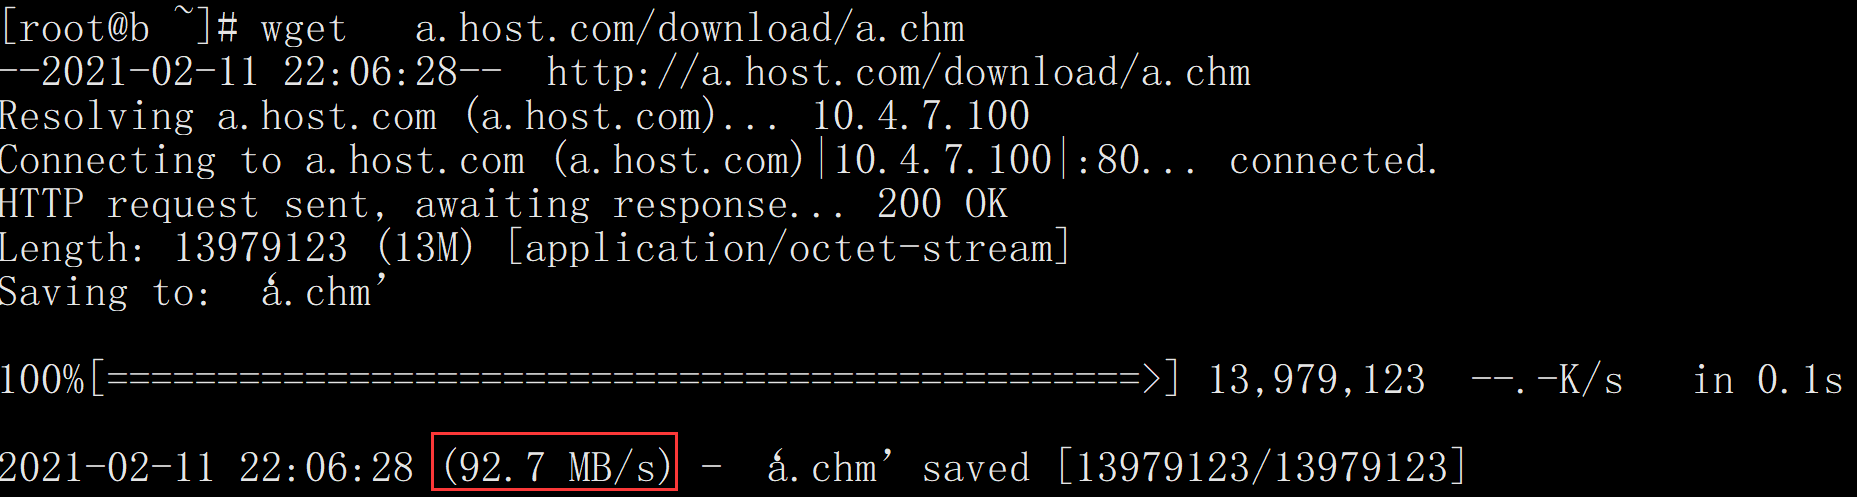 [root@b ~]# wget   a.host.com/download/a.chm
--2021-02-11 22:06:28--  http://a.host.com/download/a.chm
Resolving a.host.com (a.host.com)... 10.4.7.100
Connecting to a.host.com (a.host.com)|10.4.7.100|:80... connected.
HTTP request sent, awaiting response... 200 OK
Length: 13979123 (13M) [application/octet-stream]
Saving to: ‘a.chm’
100%[===============================================>] 13,979,123  --.-K/s   in 0.1s
2021-02-11 22:06:28 (92.7 MB/s) - ‘a.chm’ saved [13979123/13979123]